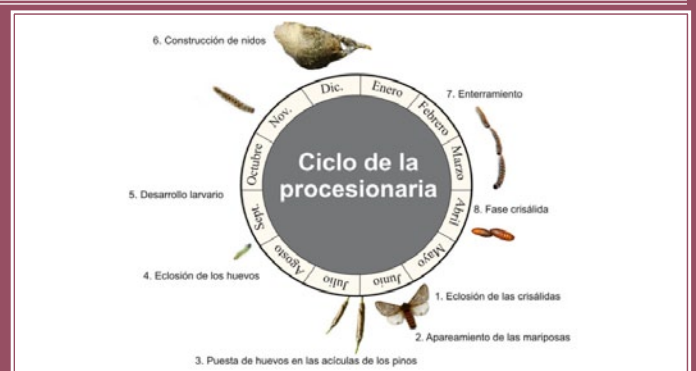 6. Construcción de nidos
Dic.
Enero
Febrero
Marzo
Abril
Mayo
Junio
Julio
Agosto
Sept.
Octubre
Nov.
Ciclo de la
procesionaria
7. Enterramiento
8. Fase crisálida
1. Eclosión de las crisálidas
2. Apareamiento de las mariposas
3. Puesta de huevos en las acículas de los pinos
4. Eclosión de los huevos
5. Desarrollo larvario